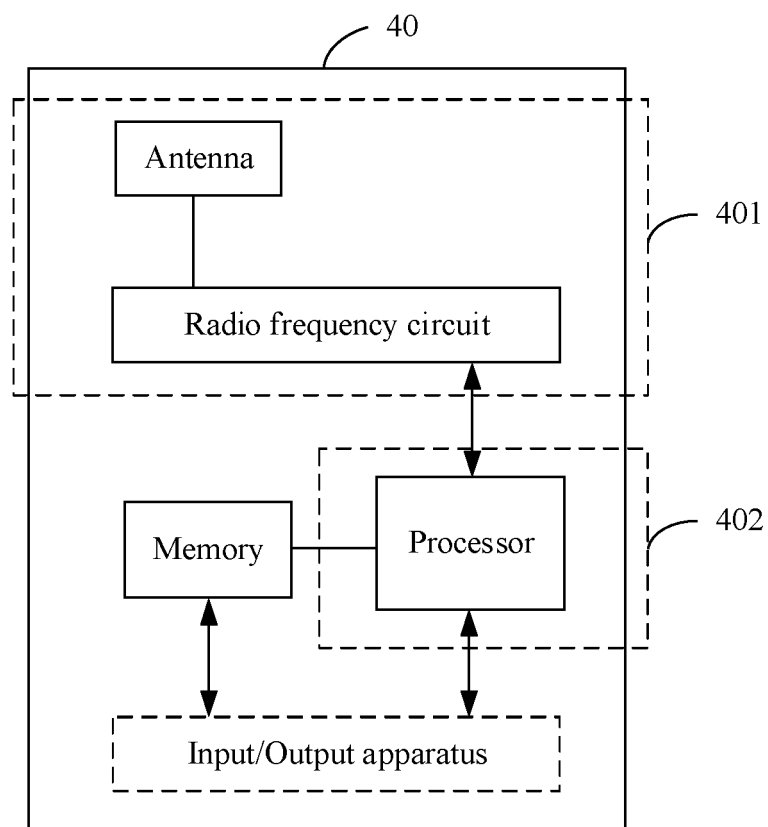 40
Antenna
401
Radio frequency circuit
402
Memory
Processor
Input/Output apparatus